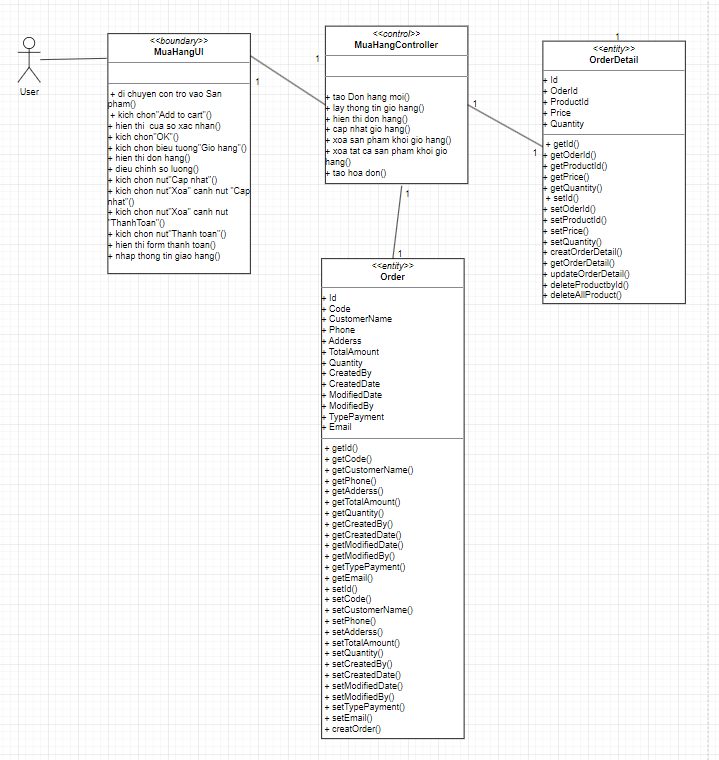 User
<<boundary>>
MuaHangUI
+ di chuyen con tro vao San
pham()
+ kich chon"Add to cart"()
+ hien thi cua so xac nhan()
+ kich chon"OK"()
+ kich chon bieu tuong"Gio hang"()
+ hien thi don hang()
+ dieu chinh so luong()
+ kich chon nut"Cap nhat"()
+ kich chon nut"Xoa" canh nut "Cap
nhat"()
+ kich chon nut"Xoa" canh nut
"ThanhToan"()
+ kich chon nut"Thanh toan"()
+ hien thi form thanh toan()
+ nhap thong tin giao hang()
1
1
<<control>>
MuaHangController
+ tao Don hang moi()
+ lay thong tin gio hang()
+ hien thi don hang()
+ cap nhat gio hang()
+ xoa san pham khoi gio hang()
+ xoa tat ca san pham khoi gio
hang()
+ tao hoa don()
1
1
1
1
1
<<entity>>
OrderDetail
+ Id
+ OderId
+ ProductId
+ Price
+ Quantity
+ getId()
+ getOderId()
+ getProductId()
+ getPrice()
+ getQuantity()
+ setId()
+ setOderId()
+ setProductId()
+ setPrice()
+ setQuantity()
+ creatOrderDetail()
+ getOrderDetail()
+ updateOrderDetail()
+ deleteProductbyId()
+ deleteAllProduct()
<<entity>>
Order
+ Id
+ Code
+ CustomerName
+ Phone
+ Adderss
+ TotalAmount
+ Quantity
+ CreatedBy
+ CreatedDate
+ ModifiedDate
+ ModifiedBy
+ TypePayment
+ Email
+ getId()
+ getCode()
+ getCustomerName()
+ getPhone()
+ getAdderss()
+ getTotalAmount()
+ getQuantity()
+ getCreatedBy()
+ getCreatedDate()
+ getModifiedDate()
+ getModifiedBy()
+ getTypePayment()
+ getEmail()
+ setId()
+ setCode()
+ setCustomerName()
+ setPhone()
+ setAdderss()
+ setTotalAmount()
+ setQuantity()
+ setCreatedBy()
+ setCreatedDate()
+ setModifiedDate()
+ setModifiedBy()
+ setTypePayment()
+ setEmail()
+ creatOrder()